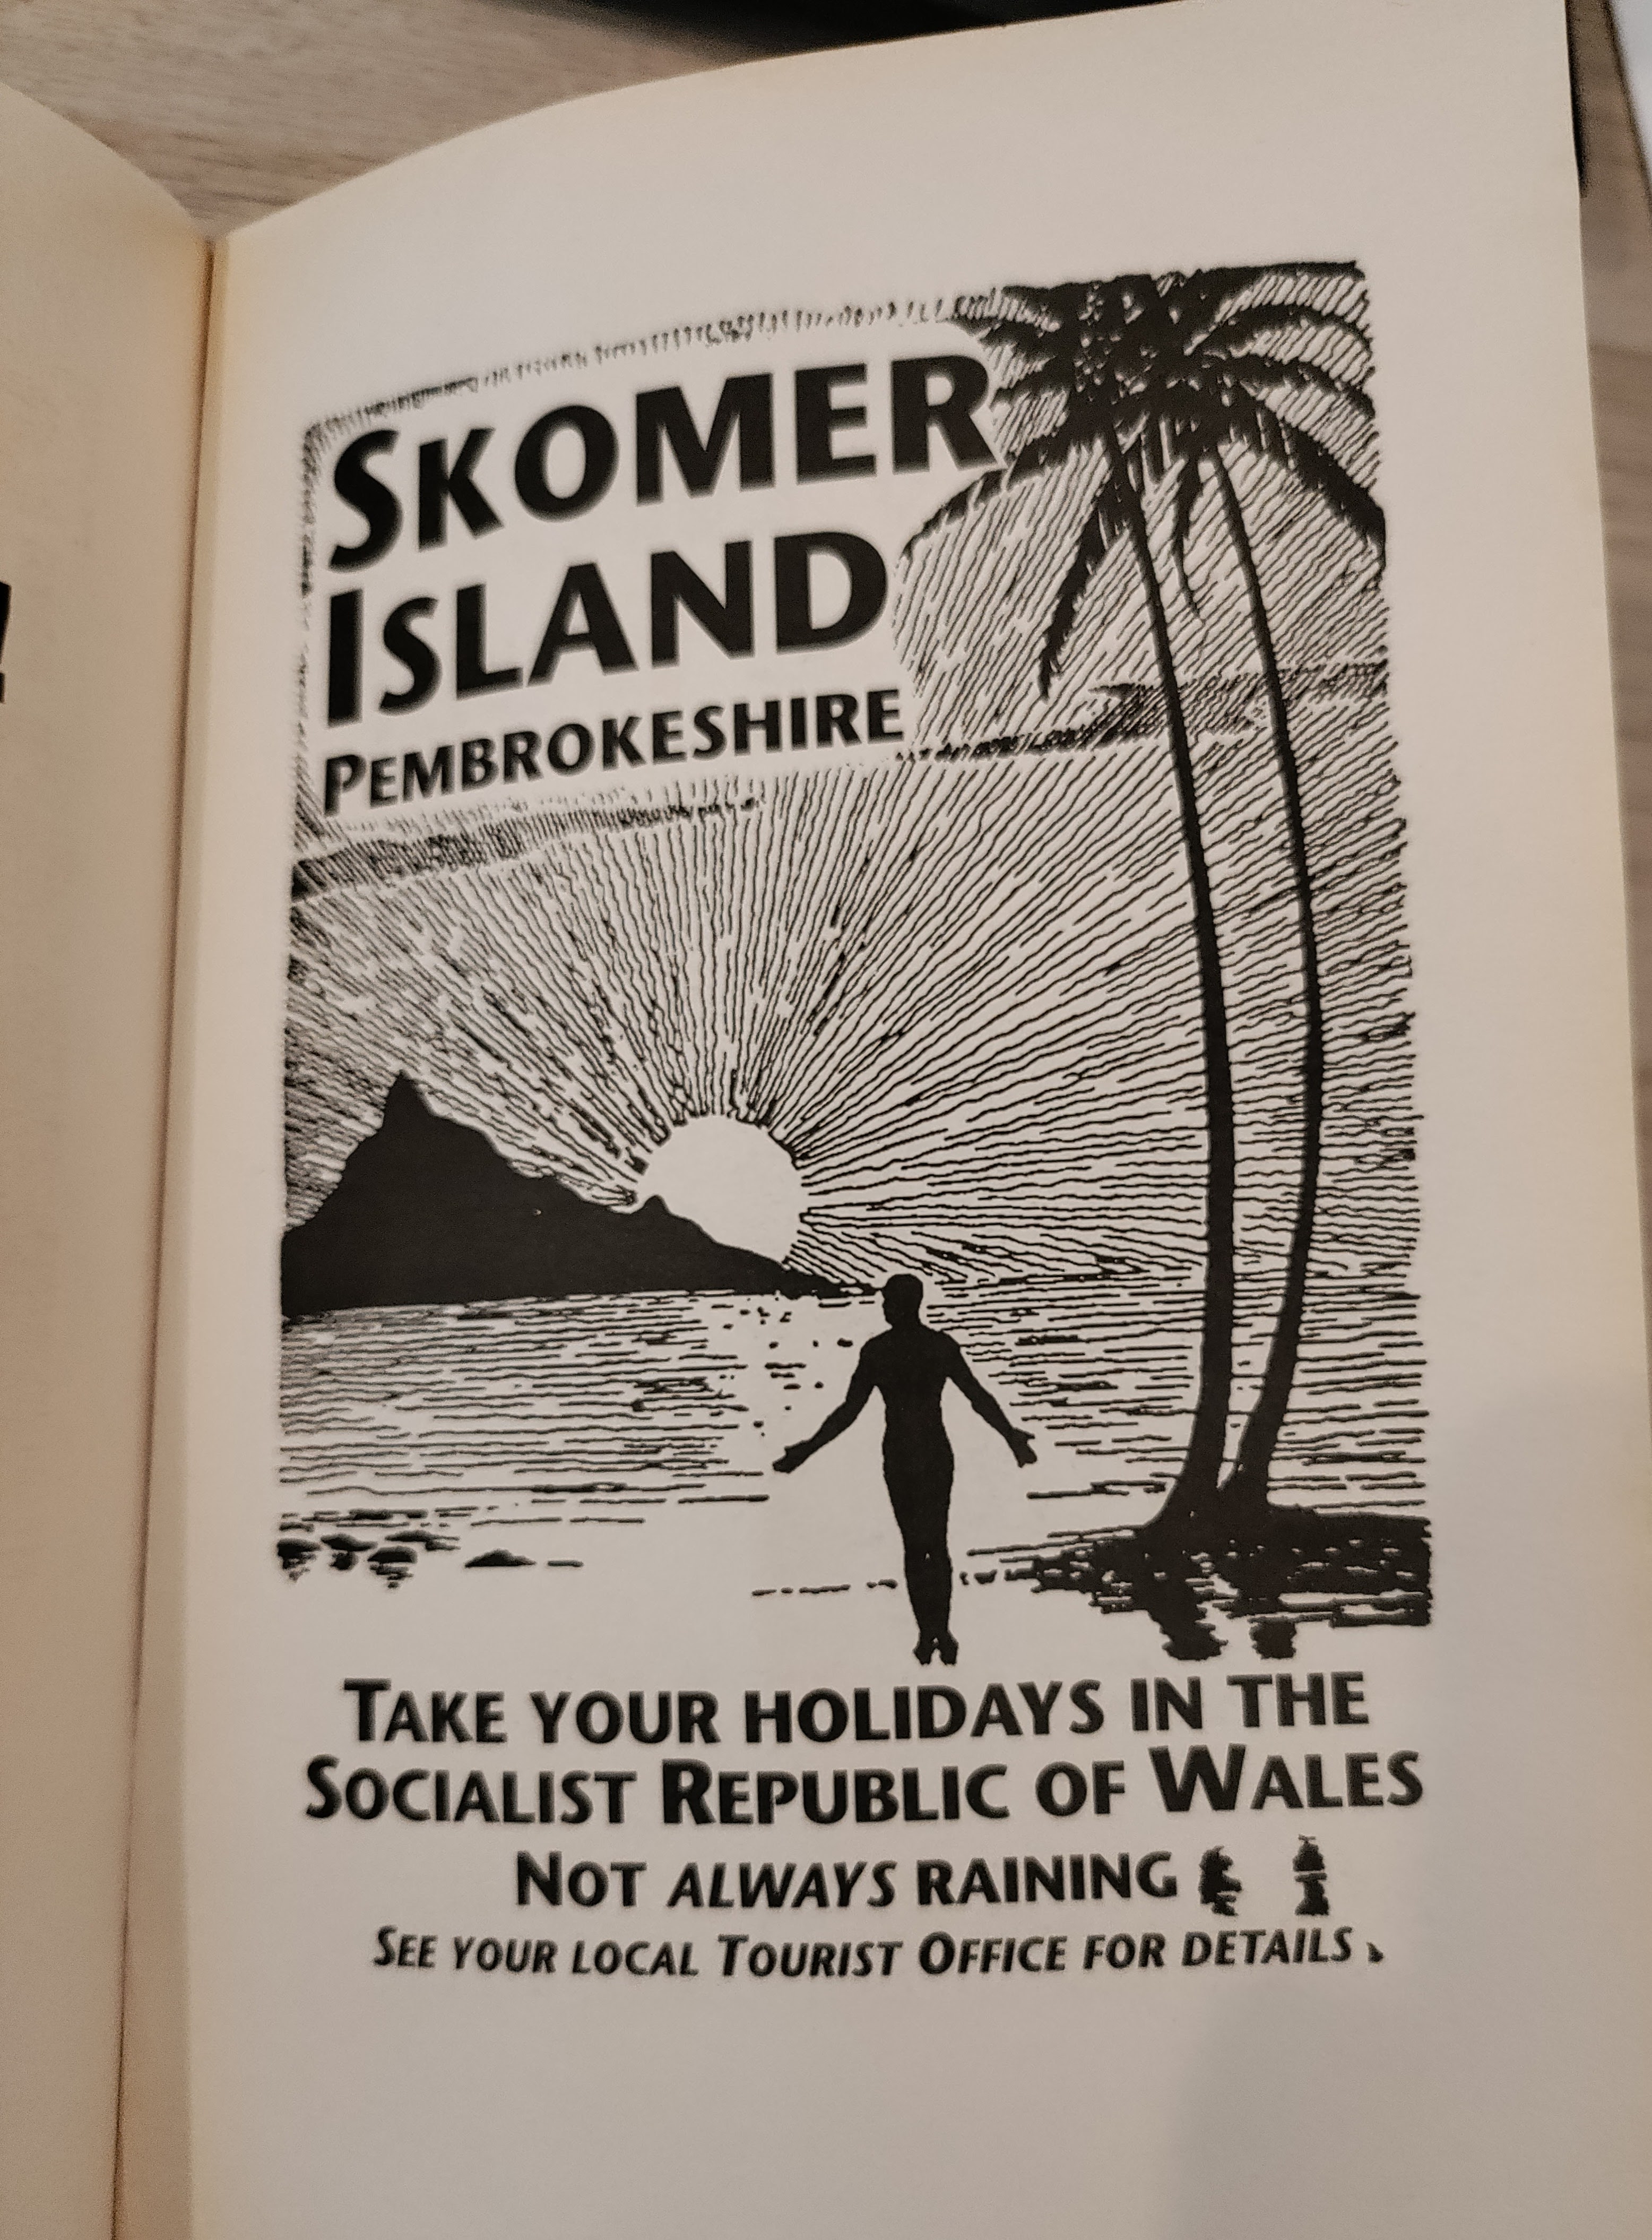 SKOMER
ISLAND
PEMBROKESHIRE
TAKE YOUR HOLIDAYS IN THE
SOCIALIST REPUBLIC OF WALES
NOT ALWAYS RAINING
SEE YOUR LOCAL TOURIST OFFICE FOR DETAILS